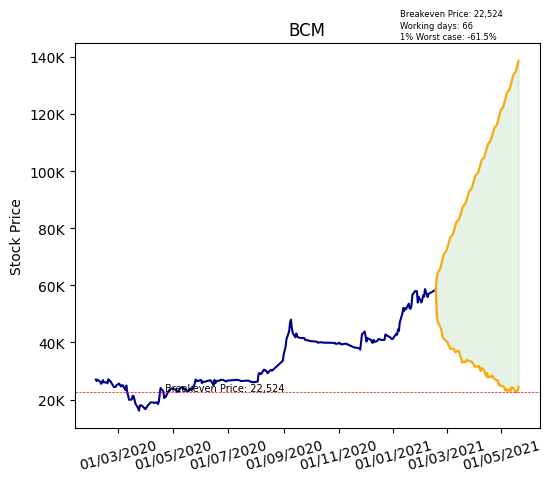 Breakeven Price: 22,524
Working days: 66
1% Worst case: -61.5%
BCM
Stock Price
140K
120K
100K
80K
60K
40K
20K
Breakeven Price: 22,524
01/03/2020
01/05/2020
01/07/2020
01/09/2020
01/11/2020
01/01/2021
01/03/2021
01/05/2021